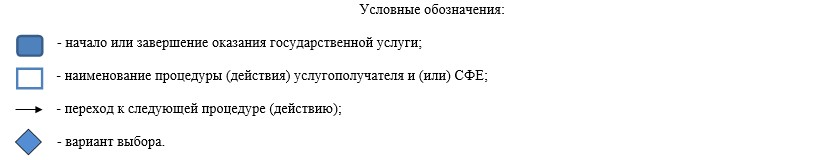 Условные обозначения:
- начало или завершение оказания государственной услуги;
- наименование процедуры (действия) услугополучателя и (или) СФЕ;
- переход к следующей процедуре (действию);
- вариант выбора.